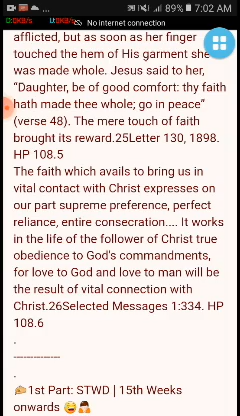 0KB/s
0:5KB/s
89% 7:02 AM
No internet connection
afflicted, but as soon as her finger
touched the hem of His garment she
was made whole. Jesus said to her,
“Daughter, be of good comfort: thy faith
hath made thee whole; go in peace”
(verse 48). The mere touch of faith
brought its reward.25Letter 130, 1898.
HP 108.5
The faith which avails to bring us in
vital contact with Christ expresses on
our part supreme preference, perfect
reliance, entire consecration.... It works
in the life of the follower of Christ true
obedience to God's commandments,
for love to God and love to man will be
the result of vital connection with
Christ.26Selected Messages 1:334. HP
108.6
.
---------------
.
✍🏼1st Part: STWD | 15th Weeks
onwards 😅🙇